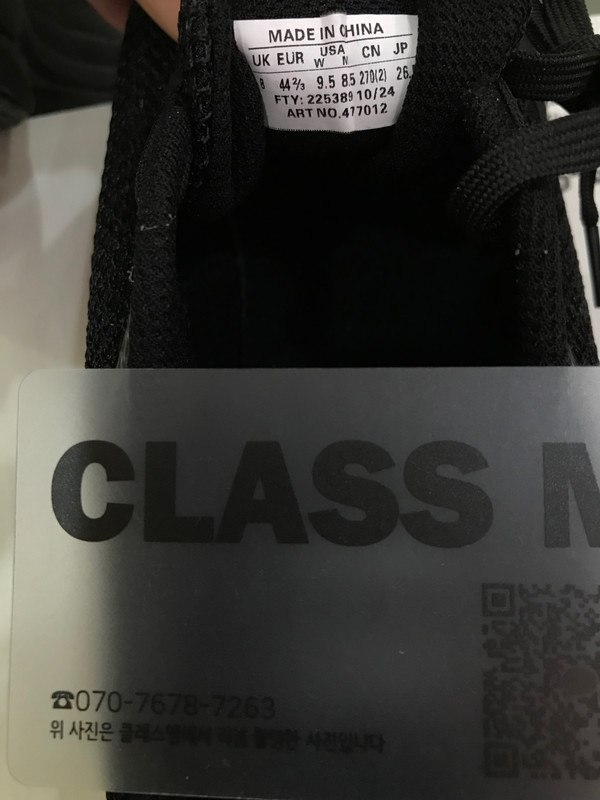 MADE IN CHINA
UK EUR USA CN JP
W N
8 44⅔ 9.5 8.5 270(2) 26.
FTY: 225389 10/24
ART NO.477012
CLASS M
☎070-7678-7263
위 사진은 클래스엠에서 직접 촬영한 사진입니다